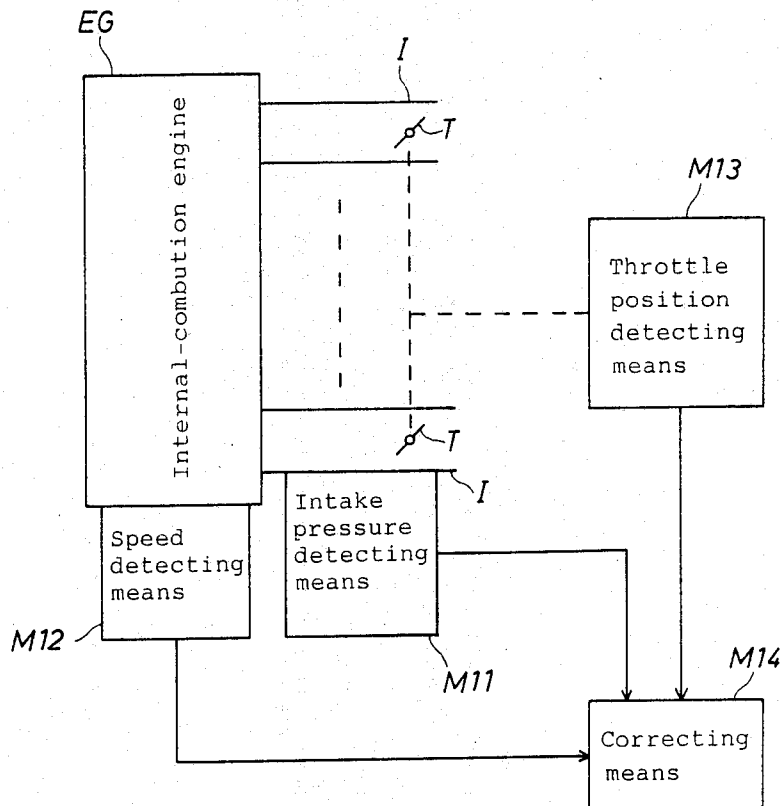 EG
I
T
Internal-combution engine
M13
Throttle
position
detecting
means
T
I
Speed
detecting
means
Intake
pressure
detecting
means
M12
M11
M14
Correcting
means